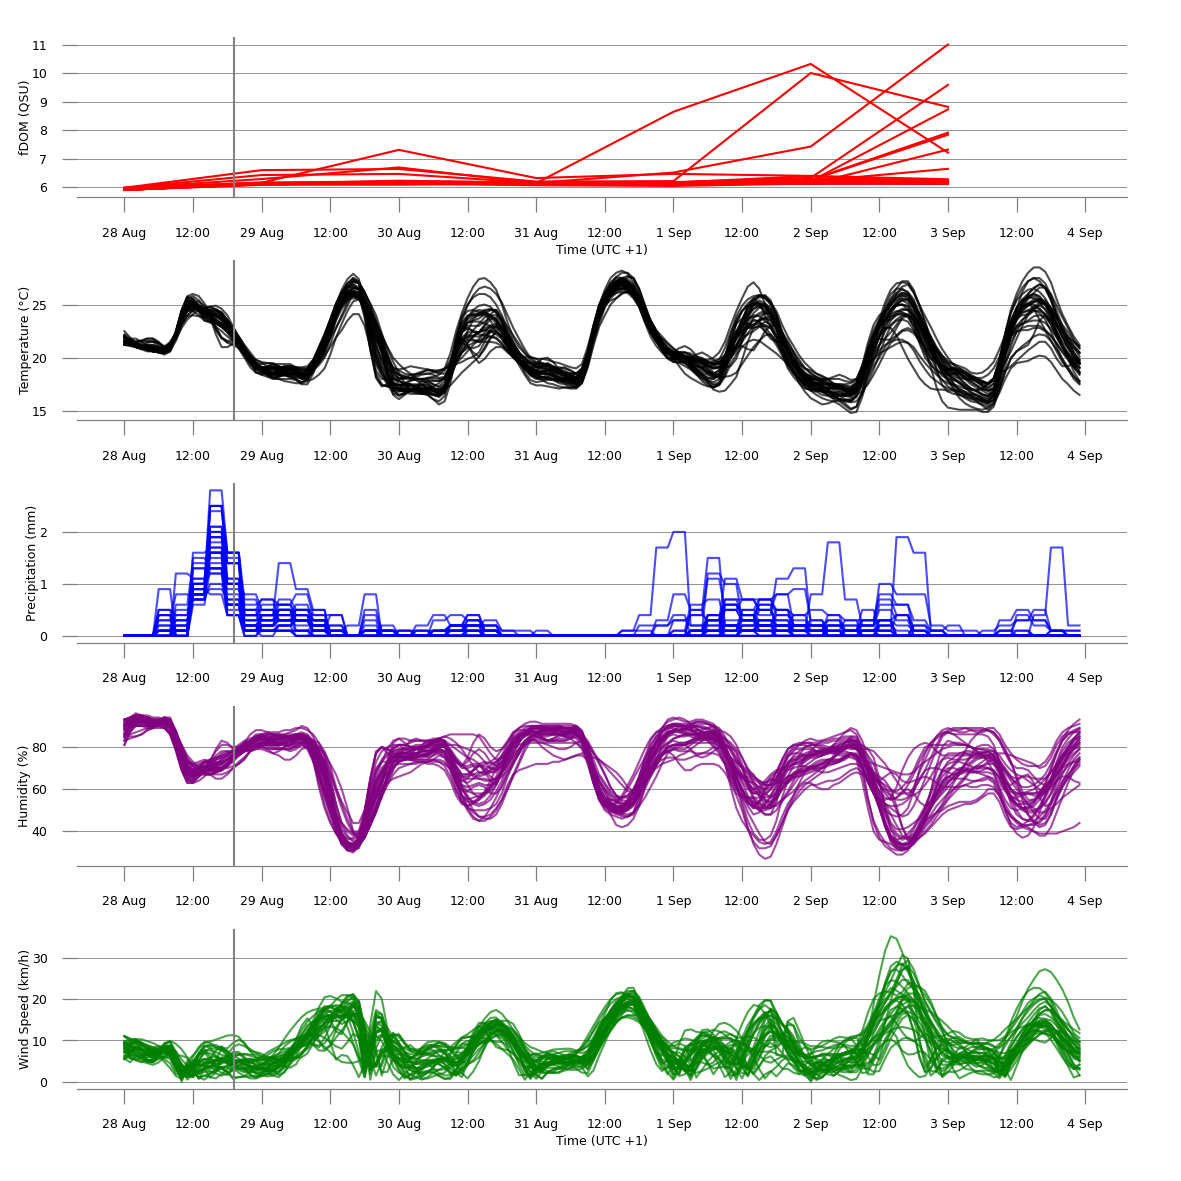 fDOM (QSU)
11
10
9
8
7
6
28 Aug 12:00 29 Aug 12:00 30 Aug 12:00 31 Aug 12:00 1 Sep 12:00 2 Sep 12:00 3 Sep 12:00 4 Sep
Time (UTC +1)
Temperature (°C)
25
20
15
28 Aug 12:00 29 Aug 12:00 30 Aug 12:00 31 Aug 12:00 1 Sep 12:00 2 Sep 12:00 3 Sep 12:00 4 Sep
Precipitation (mm)
2
1
0
28 Aug 12:00 29 Aug 12:00 30 Aug 12:00 31 Aug 12:00 1 Sep 12:00 2 Sep 12:00 3 Sep 12:00 4 Sep
Humidity (%)
80
60
40
28 Aug 12:00 29 Aug 12:00 30 Aug 12:00 31 Aug 12:00 1 Sep 12:00 2 Sep 12:00 3 Sep 12:00 4 Sep
Wind Speed (km/h)
30
20
10
0
28 Aug 12:00 29 Aug 12:00 30 Aug 12:00 31 Aug 12:00 1 Sep 12:00 2 Sep 12:00 3 Sep 12:00 4 Sep
Time (UTC +1)